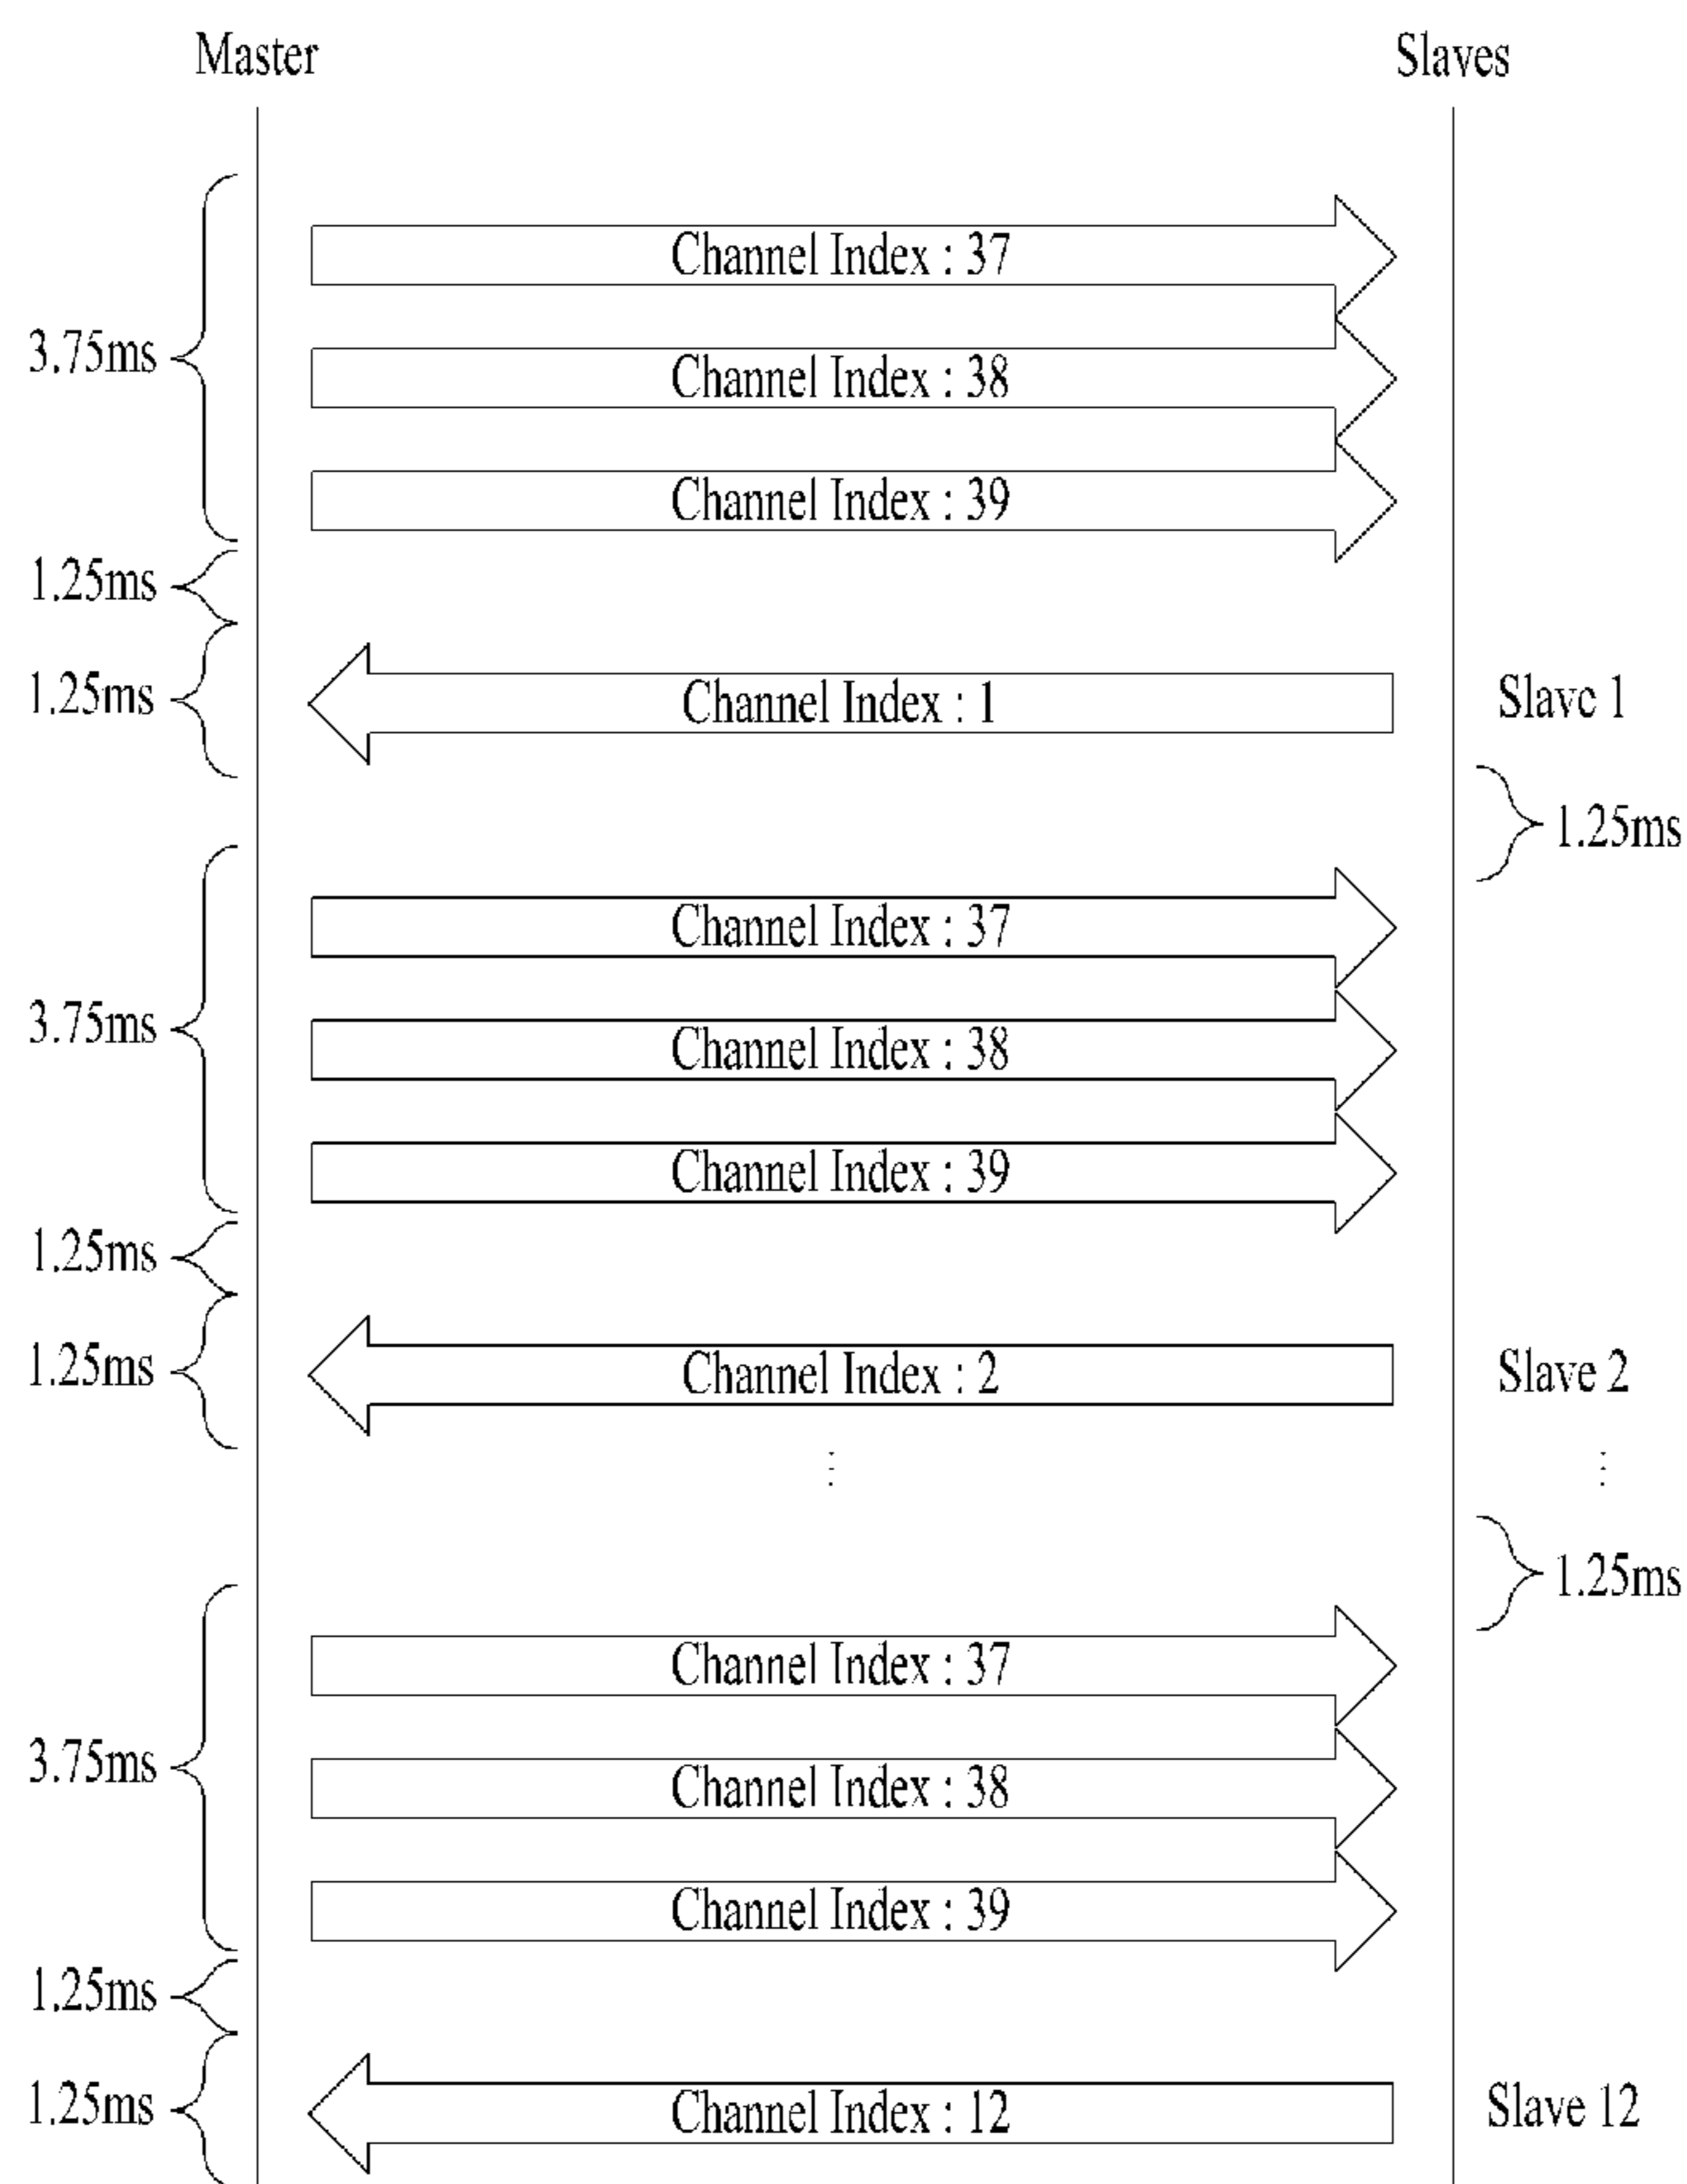 Master
Slaves
Channel Index : 37
3.75ms
Channel Index : 38
Channel Index : 39
1.25ms
1.25ms
Channel Index : 1
Slave 1
1.25ms
Channel Index : 37
3.75ms
Channel Index : 38
Channel Index : 39
1.25ms
1.25ms
Channel Index : 2
Slave 2
1.25ms
Channel Index : 37
3.75ms
Channel Index : 38
Channel Index : 39
1.25ms
1.25ms
Channel Index : 12
Slave 12